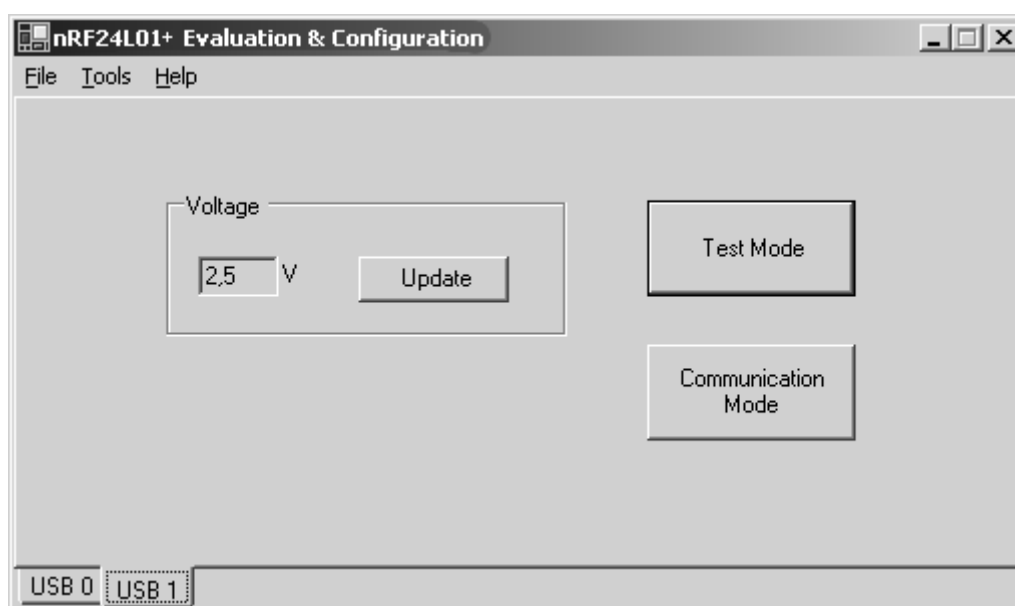 nRF24L01+ Evaluation & Configuration
File Tools Help
Voltage
2,5 V Update
Test Mode
Communication
Mode
USB 0 USB 1